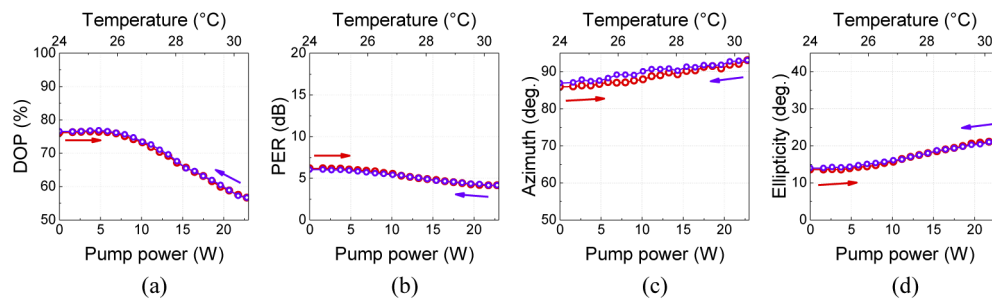 Temperature (°C)
24 26 28 30
DOP (%)
100
90
80
70
60
50
0 5 10 15 20
Pump power (W)
(a)
Temperature (°C)
24 26 28 30
PER (dB)
20
15
10
5
0
0 5 10 15 20
Pump power (W)
(b)
Temperature (°C)
24 26 28 30
Azimuth (deg.)
90
80
70
60
50
0 5 10 15 20
Pump power (W)
(c)
Temperature (°C)
24 26 28 30
Ellipticity (deg.)
40
30
20
10
0
0 5 10 15 20
Pump power (W)
(d)